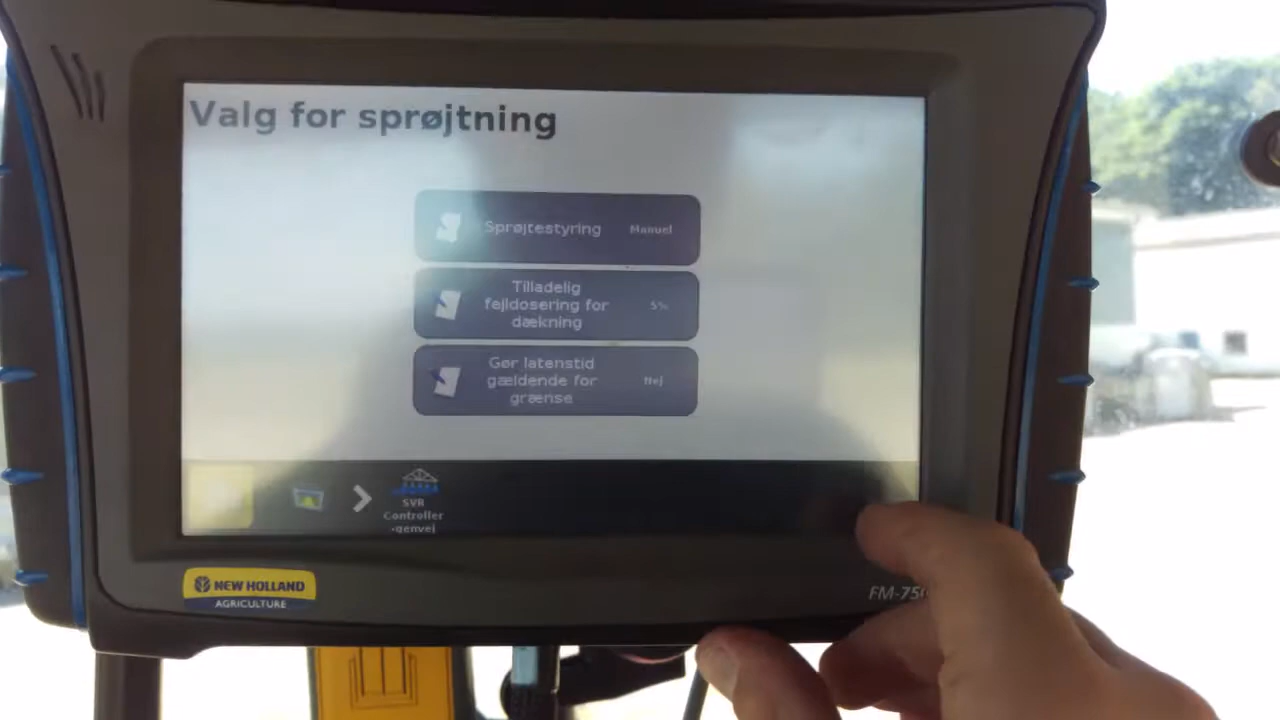 Valg for sprøjtning
Sprøjtestyring Manuel
Tilladelig
fejldosering for
dækning
5%
Gør latenstid
gældende for
grænse
Nej
SVR
Controller
-genvej
NEW HOLLAND
AGRICULTURE